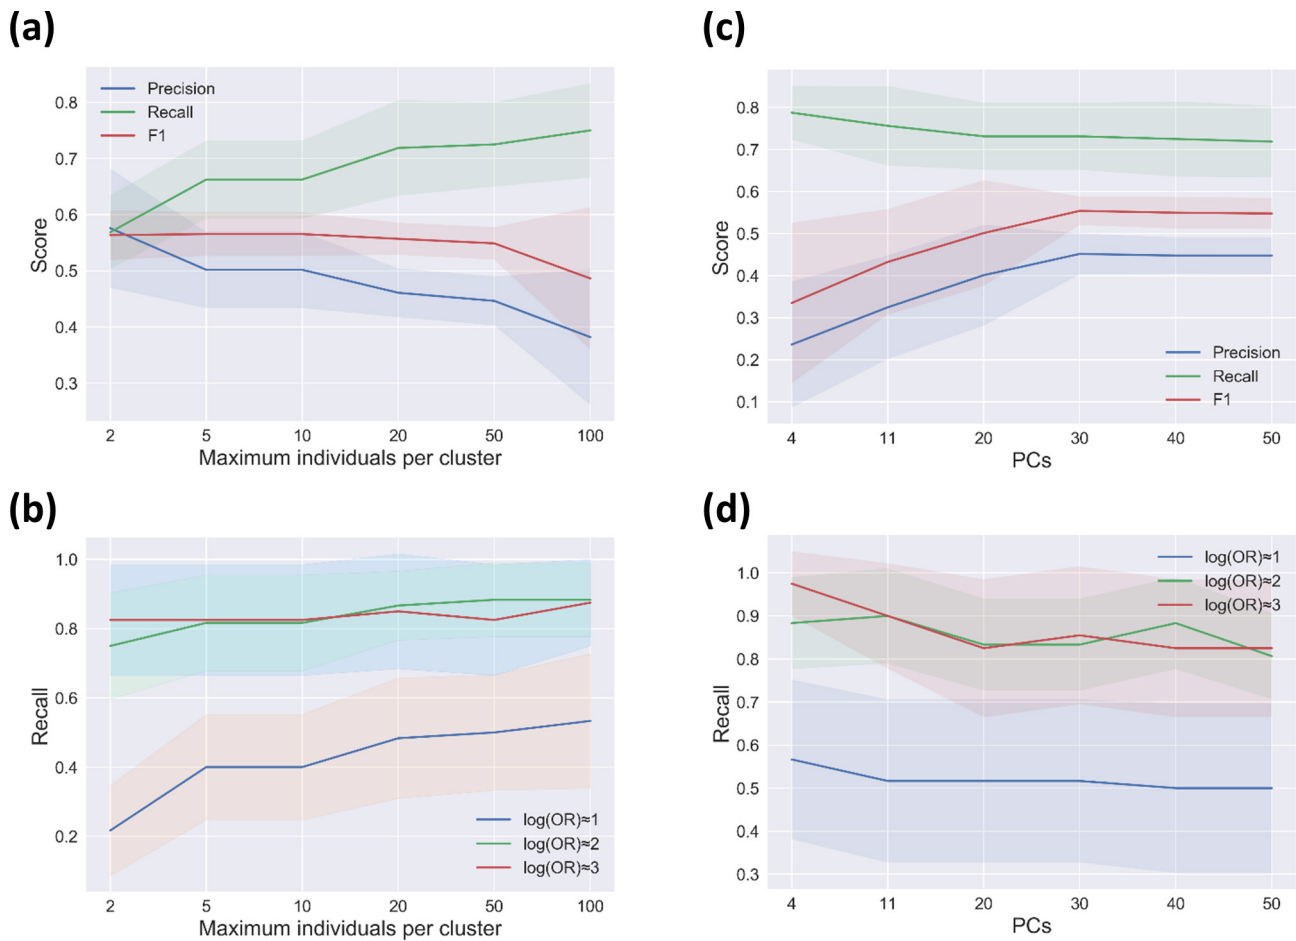 (a)
Precision
Recall
F1
0.8
0.7
0.6
0.5
0.4
0.3
Score
2 5 10 20 50 100
Maximum individuals per cluster
(c)
0.8
0.7
0.6
0.5
0.4
0.3
0.2
0.1
Score
Precision
Recall
F1
4 11 20 30 40 50
PCs
(b)
1.0
0.8
0.6
0.4
0.2
Recall
log(OR)≈1
log(OR)≈2
log(OR)≈3
2 5 10 20 50 100
Maximum individuals per cluster
(d)
log(OR)≈1
log(OR)≈2
log(OR)≈3
1.0
0.9
0.8
0.7
0.6
0.5
0.4
0.3
Recall
4 11 20 30 40 50
PCs